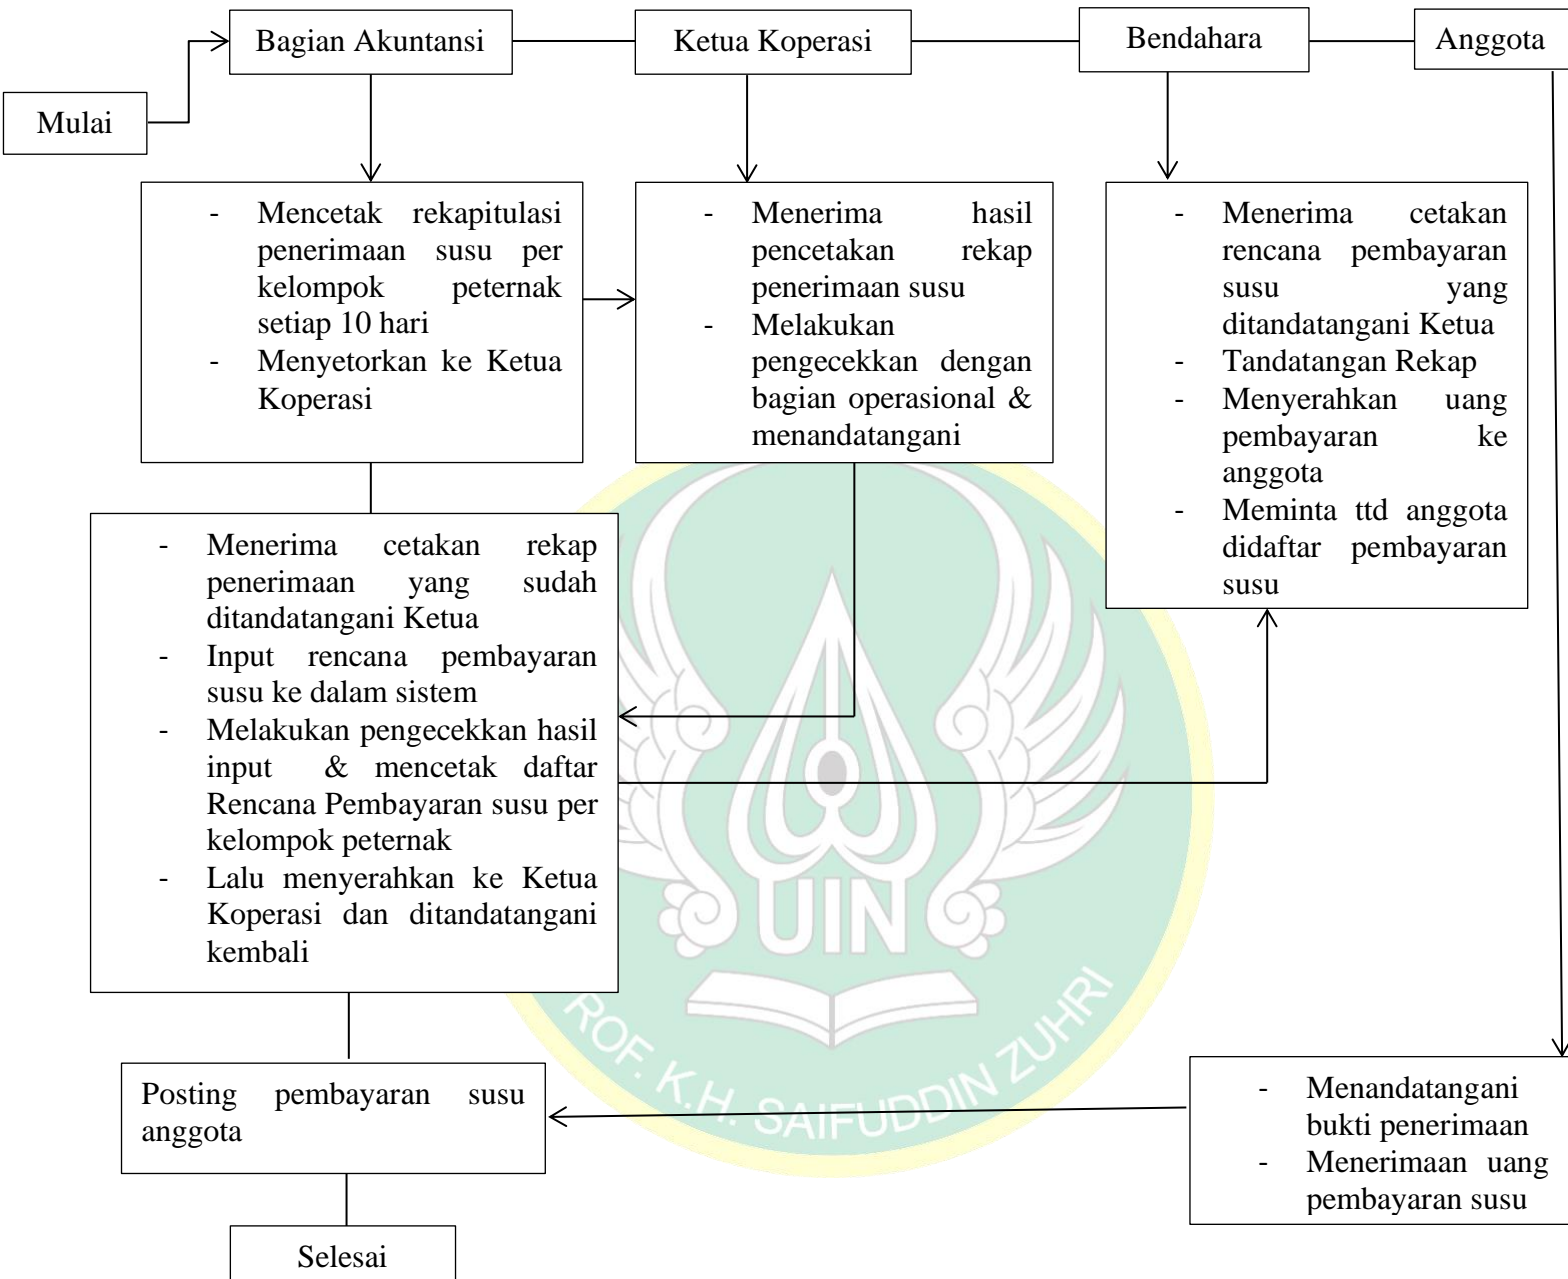 Bagian Akuntansi
Ketua Koperasi
Bendahara
Anggota
Mulai
- Mencetak rekapitulasi
penerimaan susu per
kelompok peternak
setiap 10 hari
- Menyetorkan ke Ketua
Koperasi
- Menerima hasil
pencetakan rekap
penerimaan susu
- Melakukan
pengecekkan dengan
bagian operasional &
menandatangani
- Menerima cetakan
rencana pembayaran
susu yang
ditandatangani Ketua
- Tandatangan Rekap
- Menyerahkan uang
pembayaran ke
anggota
- Meminta ttd anggota
didaftar pembayaran
susu
- Menerima cetakan rekap
penerimaan yang sudah
ditandatangani Ketua
- Input rencana pembayaran
susu ke dalam sistem
- Melakukan pengecekkan hasil
input & mencetak daftar
Rencana Pembayaran susu per
kelompok peternak
- Lalu menyerahkan ke Ketua
Koperasi dan ditandatangani
kembali
UIN
ROF. K.H. SAIFUDDIN ZUHRI
Posting pembayaran susu
anggota
- Menandatangani
bukti penerimaan
- Menerimaan uang
pembayaran susu
Selesai